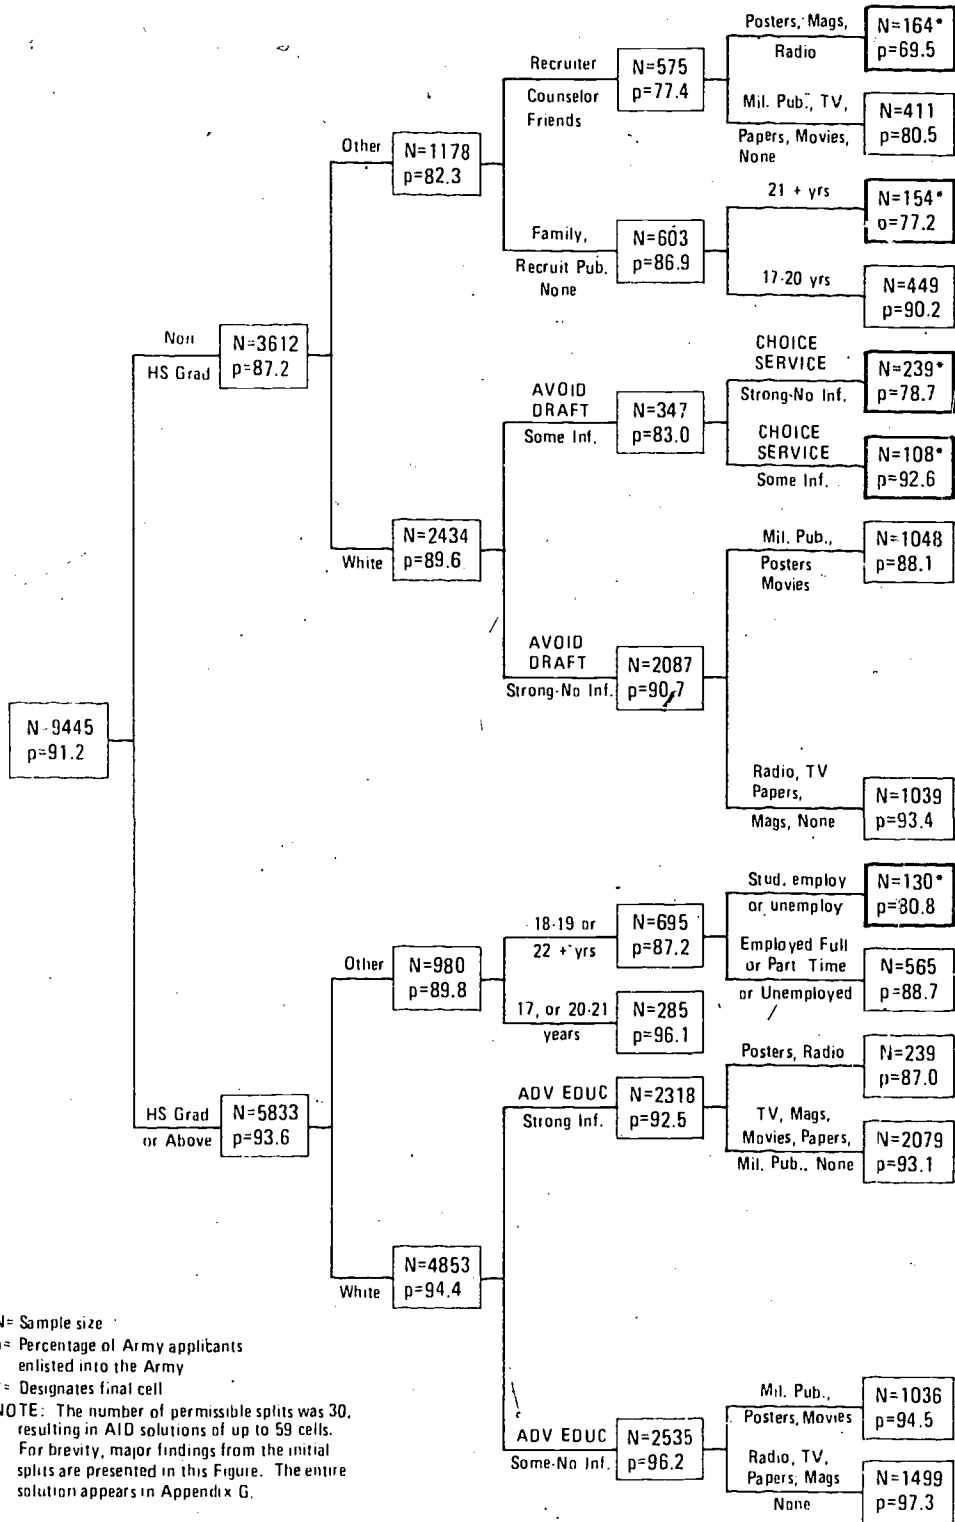 Posters, Mags,
Radio
N=164*
p=69.5
Recruiter
Counselor
Friends
N=575
p=77.4
Mil. Pub., TV,
Papers, Movies,
None
N=411
p=80.5
Other
N=1178
p=82.3
21 + yrs
N=154*
o=77.2
Family,
Recruit Pub.
None
N=603
p=86.9
17-20 yrs
N=449
p=90.2
Non
HS Grad
N=3612
p=87.2
CHOICE
SERVICE
Strong-No Inf.
N=239*
p=78.7
AVOID
DRAFT
Some Inf.
N=347
p=83.0
CHOICE
SERVICE
Some Inf.
N=108*
p=92.6
White
N=2434
p=89.6
Mil. Pub.,
Posters
Movies
N=1048
p=88.1
AVOID
DRAFT
Strong-No Inf.
N=2087
p=90.7
N=9445
p=91.2
Radio, TV
Papers,
Mags, None
N=1039
p=93.4
Stud. employ
or unemploy
N=130*
p=80.8
18-19 or
22 + yrs
N=695
p=87.2
Other
N=980
p=89.8
Employed Full
or Part Time
or Unemployed
N=565
p=88.7
17, or 20-21
years
N=285
p=96.1
Posters, Radio
N=239
p=87.0
HS Grad
or Above
N=5833
p=93.6
ADV EDUC
Strong Inf.
N=2318
p=92.5
TV, Mags,
Movies, Papers,
Mil. Pub., None
N=2079
p=93.1
White
N=4853
p=94.4
N= Sample size
= Percentage of Army applicants
enlisted into the Army
= Designates final cell
NOTE: The number of permissible splits was 30,
resulting in AID solutions of up to 59 cells.
For brevity, major findings from the initial
splits are presented in this Figure. The entire
solution appears in Appendix G.
Mil. Pub.,
Posters, Movies
N=1036
p=94.5
ADV EDUC
Some-No Inf.
N=2535
p=96.2
Radio, TV,
Papers, Mags
None
N=1499
p=97.3